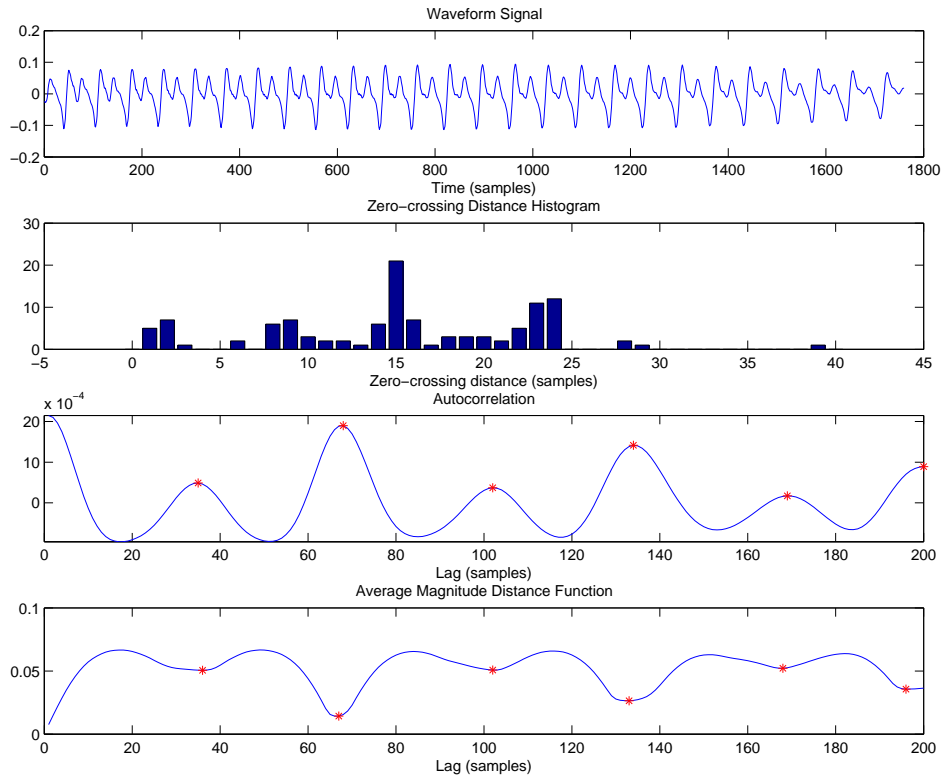 Waveform Signal
0.2
0.1
0
−0.1
−0.2
0 200 400 600 800 1000 1200 1400 1600 1800
Time (samples)
Zero−crossing Distance Histogram
30
20
10
0
−5 0 5 10 15 20 25 30 35 40 45
Zero−crossing distance (samples)
Autocorrelation
x 10⁻⁴
20
10
0
0 20 40 60 80 100 120 140 160 180 200
Lag (samples)
Average Magnitude Distance Function
0.1
0.05
0
0 20 40 60 80 100 120 140 160 180 200
Lag (samples)